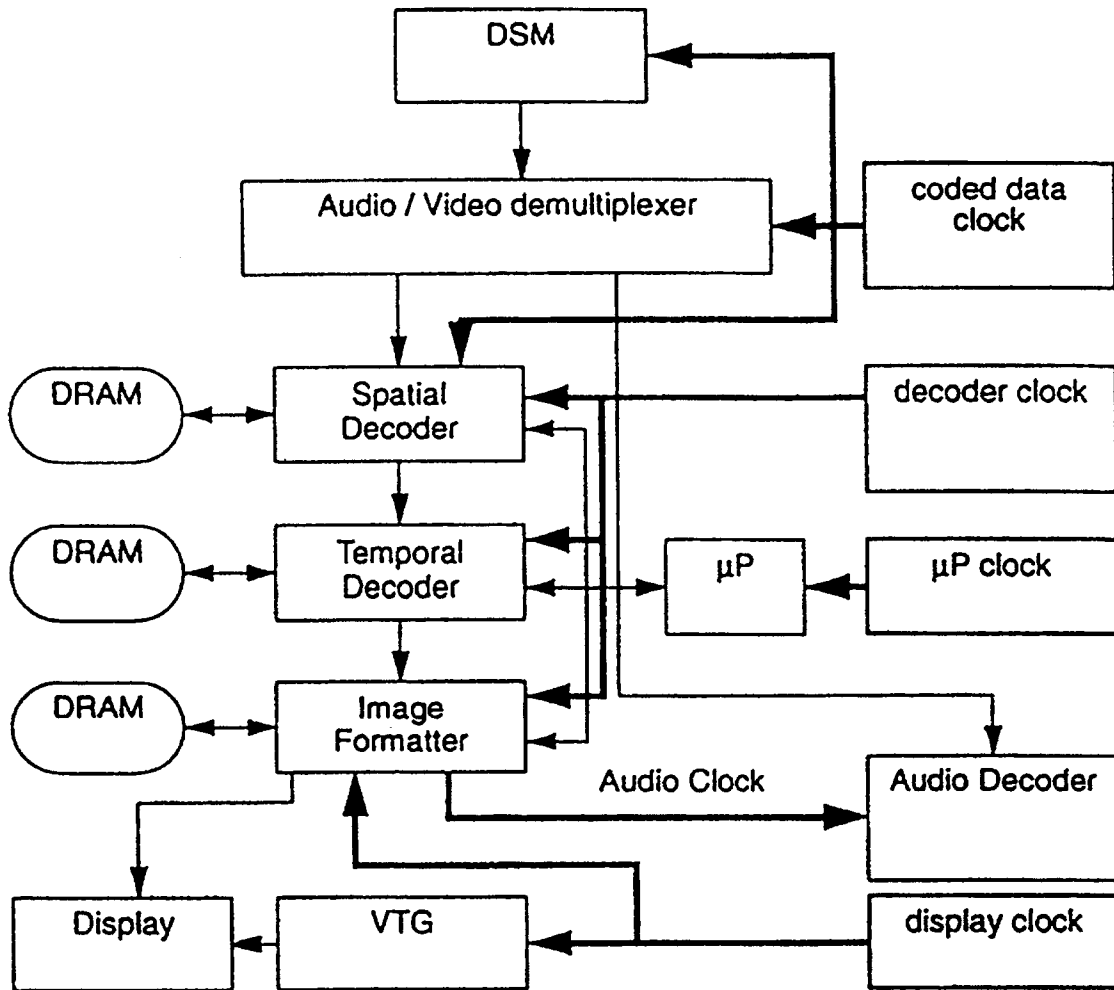 DSM
Audio / Video demultiplexer
coded data
clock
DRAM
Spatial
Decoder
decoder clock
DRAM
Temporal
Decoder
µP
µP clock
DRAM
Image
Formatter
Audio Clock
Audio Decoder
Display
VTG
display clock